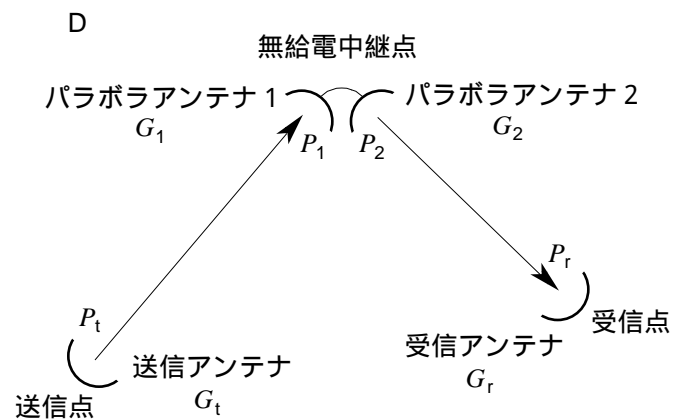 D
無給電中継点
パラボラアンテナ 1
G1
パラボラアンテナ 2
G2
P1
P2
Pt
送信アンテナ
Gt
送信点
Pr
受信点
受信アンテナ
Gr